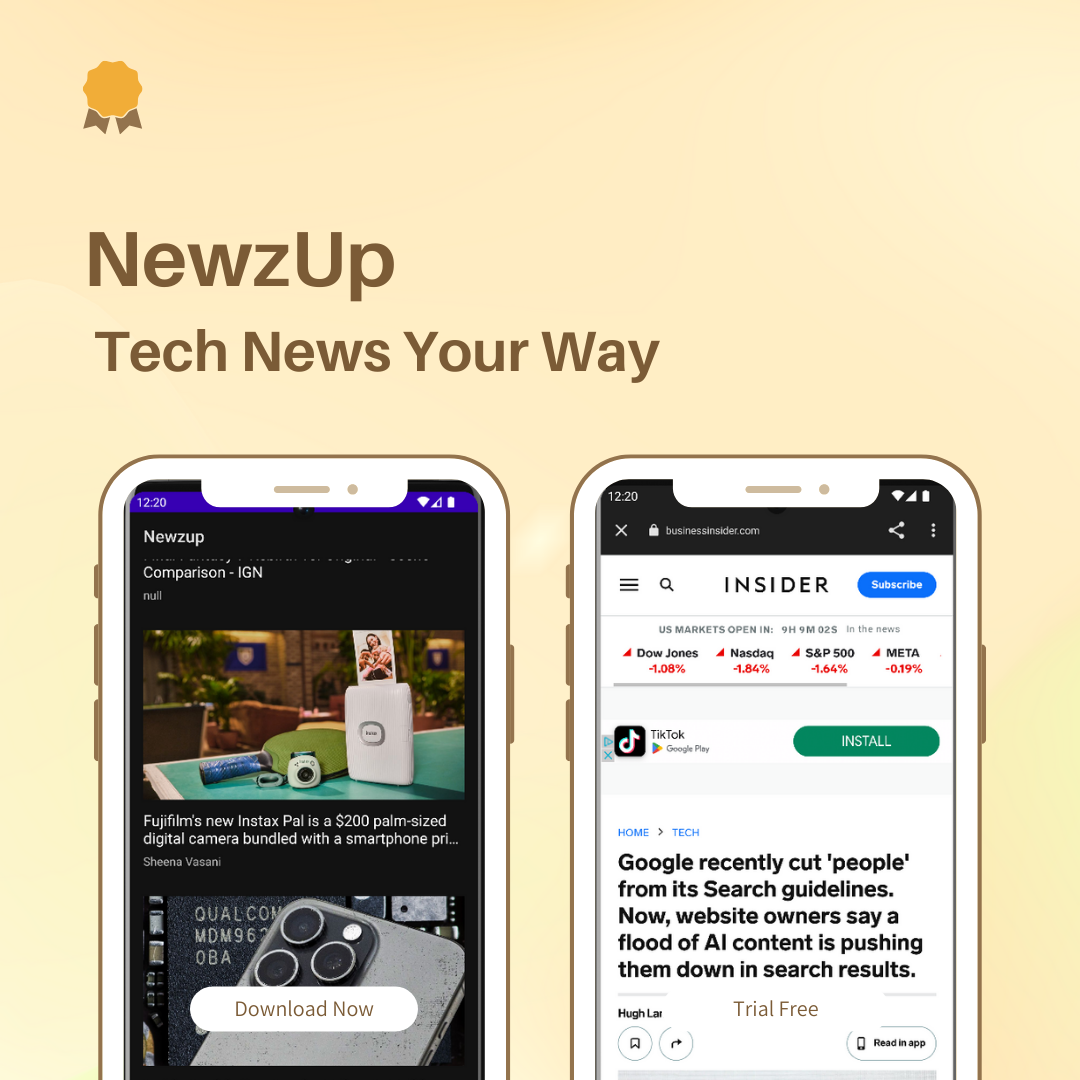 NewzUp
Tech News Your Way
12:20
Newzup
Comparison - IGN
null
Fujifilm's new Instax Pal is a $200 palm-sized
digital camera bundled with a smartphone pri...
Sheena Vasani
QUALCOM
MDM962
0BA
Download Now
12:20
businessinsider.com
INSIDER
Subscribe
US MARKETS OPEN IN: 9H 9M 02S In the news
Dow Jones Nasdaq S&P 500 META
-1.08% -1.84% -1.64% -0.19%
TikTok
Google Play
INSTALL
HOME > TECH
Google recently cut 'people'
from its Search guidelines.
Now, website owners say a
flood of AI content is pushing
them down in search results.
Hugh Lan
Trial Free
Read in app